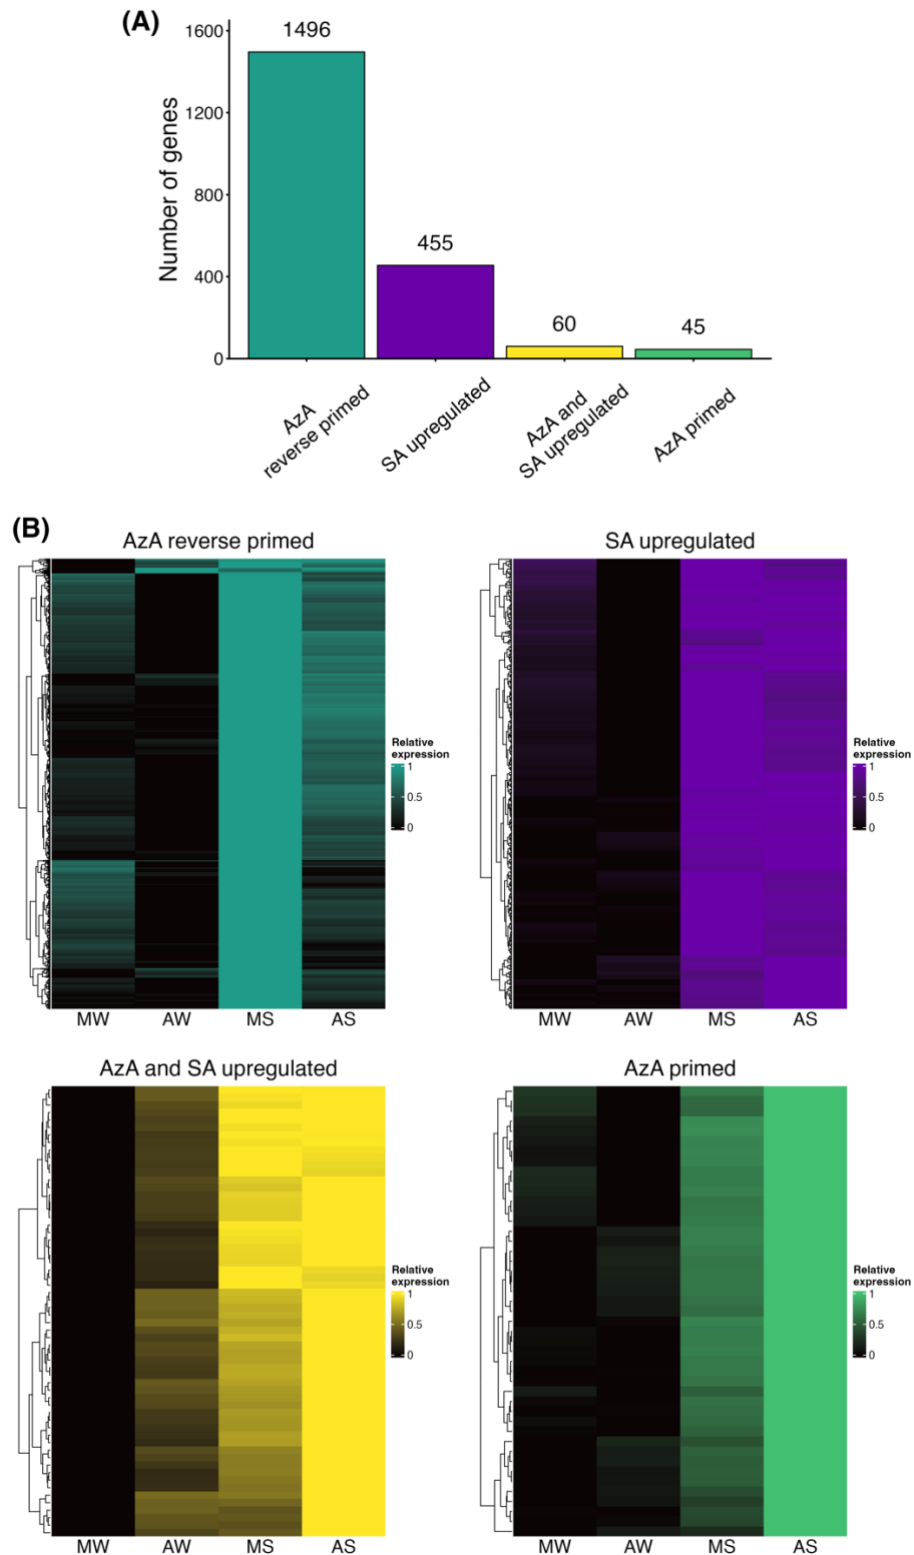 (A)
Number of genes
1600
1200
800
400
0
1496
455
60
45
AzA
reverse primed
SA upregulated
AzA and
SA upregulated
AzA primed
(B)
AzA reverse primed
Relative
expression
1
0.5
0
MW AW MS AS
SA upregulated
Relative
expression
1
0.5
0
MW AW MS AS
AzA and SA upregulated
Relative
expression
1
0.5
0
MW AW MS AS
AzA primed
Relative
expression
1
0.5
0
MW AW MS AS